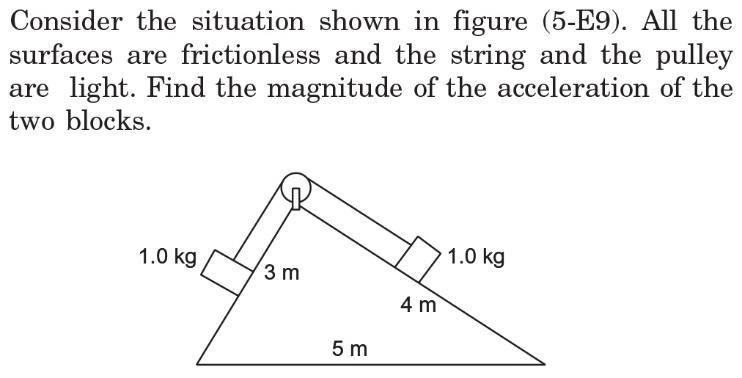 Consider the situation shown in figure (5-E9). All the
surfaces are frictionless and the string and the pulley
are light. Find the magnitude of the acceleration of the
two blocks.
1.0 kg
1.0 kg
3 m
4 m
5 m